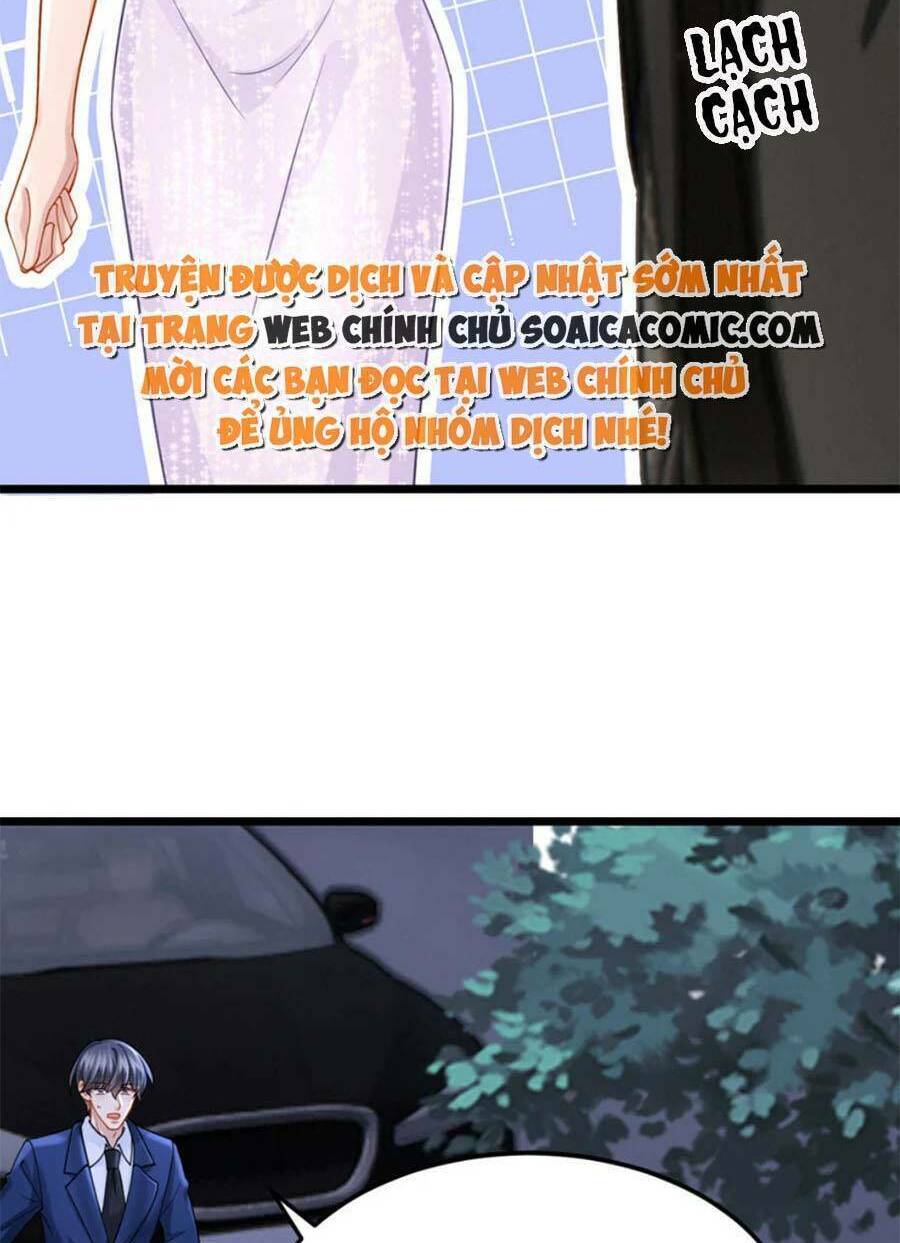 LẠCH
CẠCH
TRUYỆN ĐƯỢC DỊCH VÀ CẬP NHẬT SỚM NHẤT
TẠI TRANG WEB CHÍNH CHỦ SOAICACOMIC.COM
MỜI CÁC BẠN ĐỌC TẠI WEB CHÍNH CHỦ
ĐỂ ỦNG HỘ NHÓM DỊCH NHÉ!